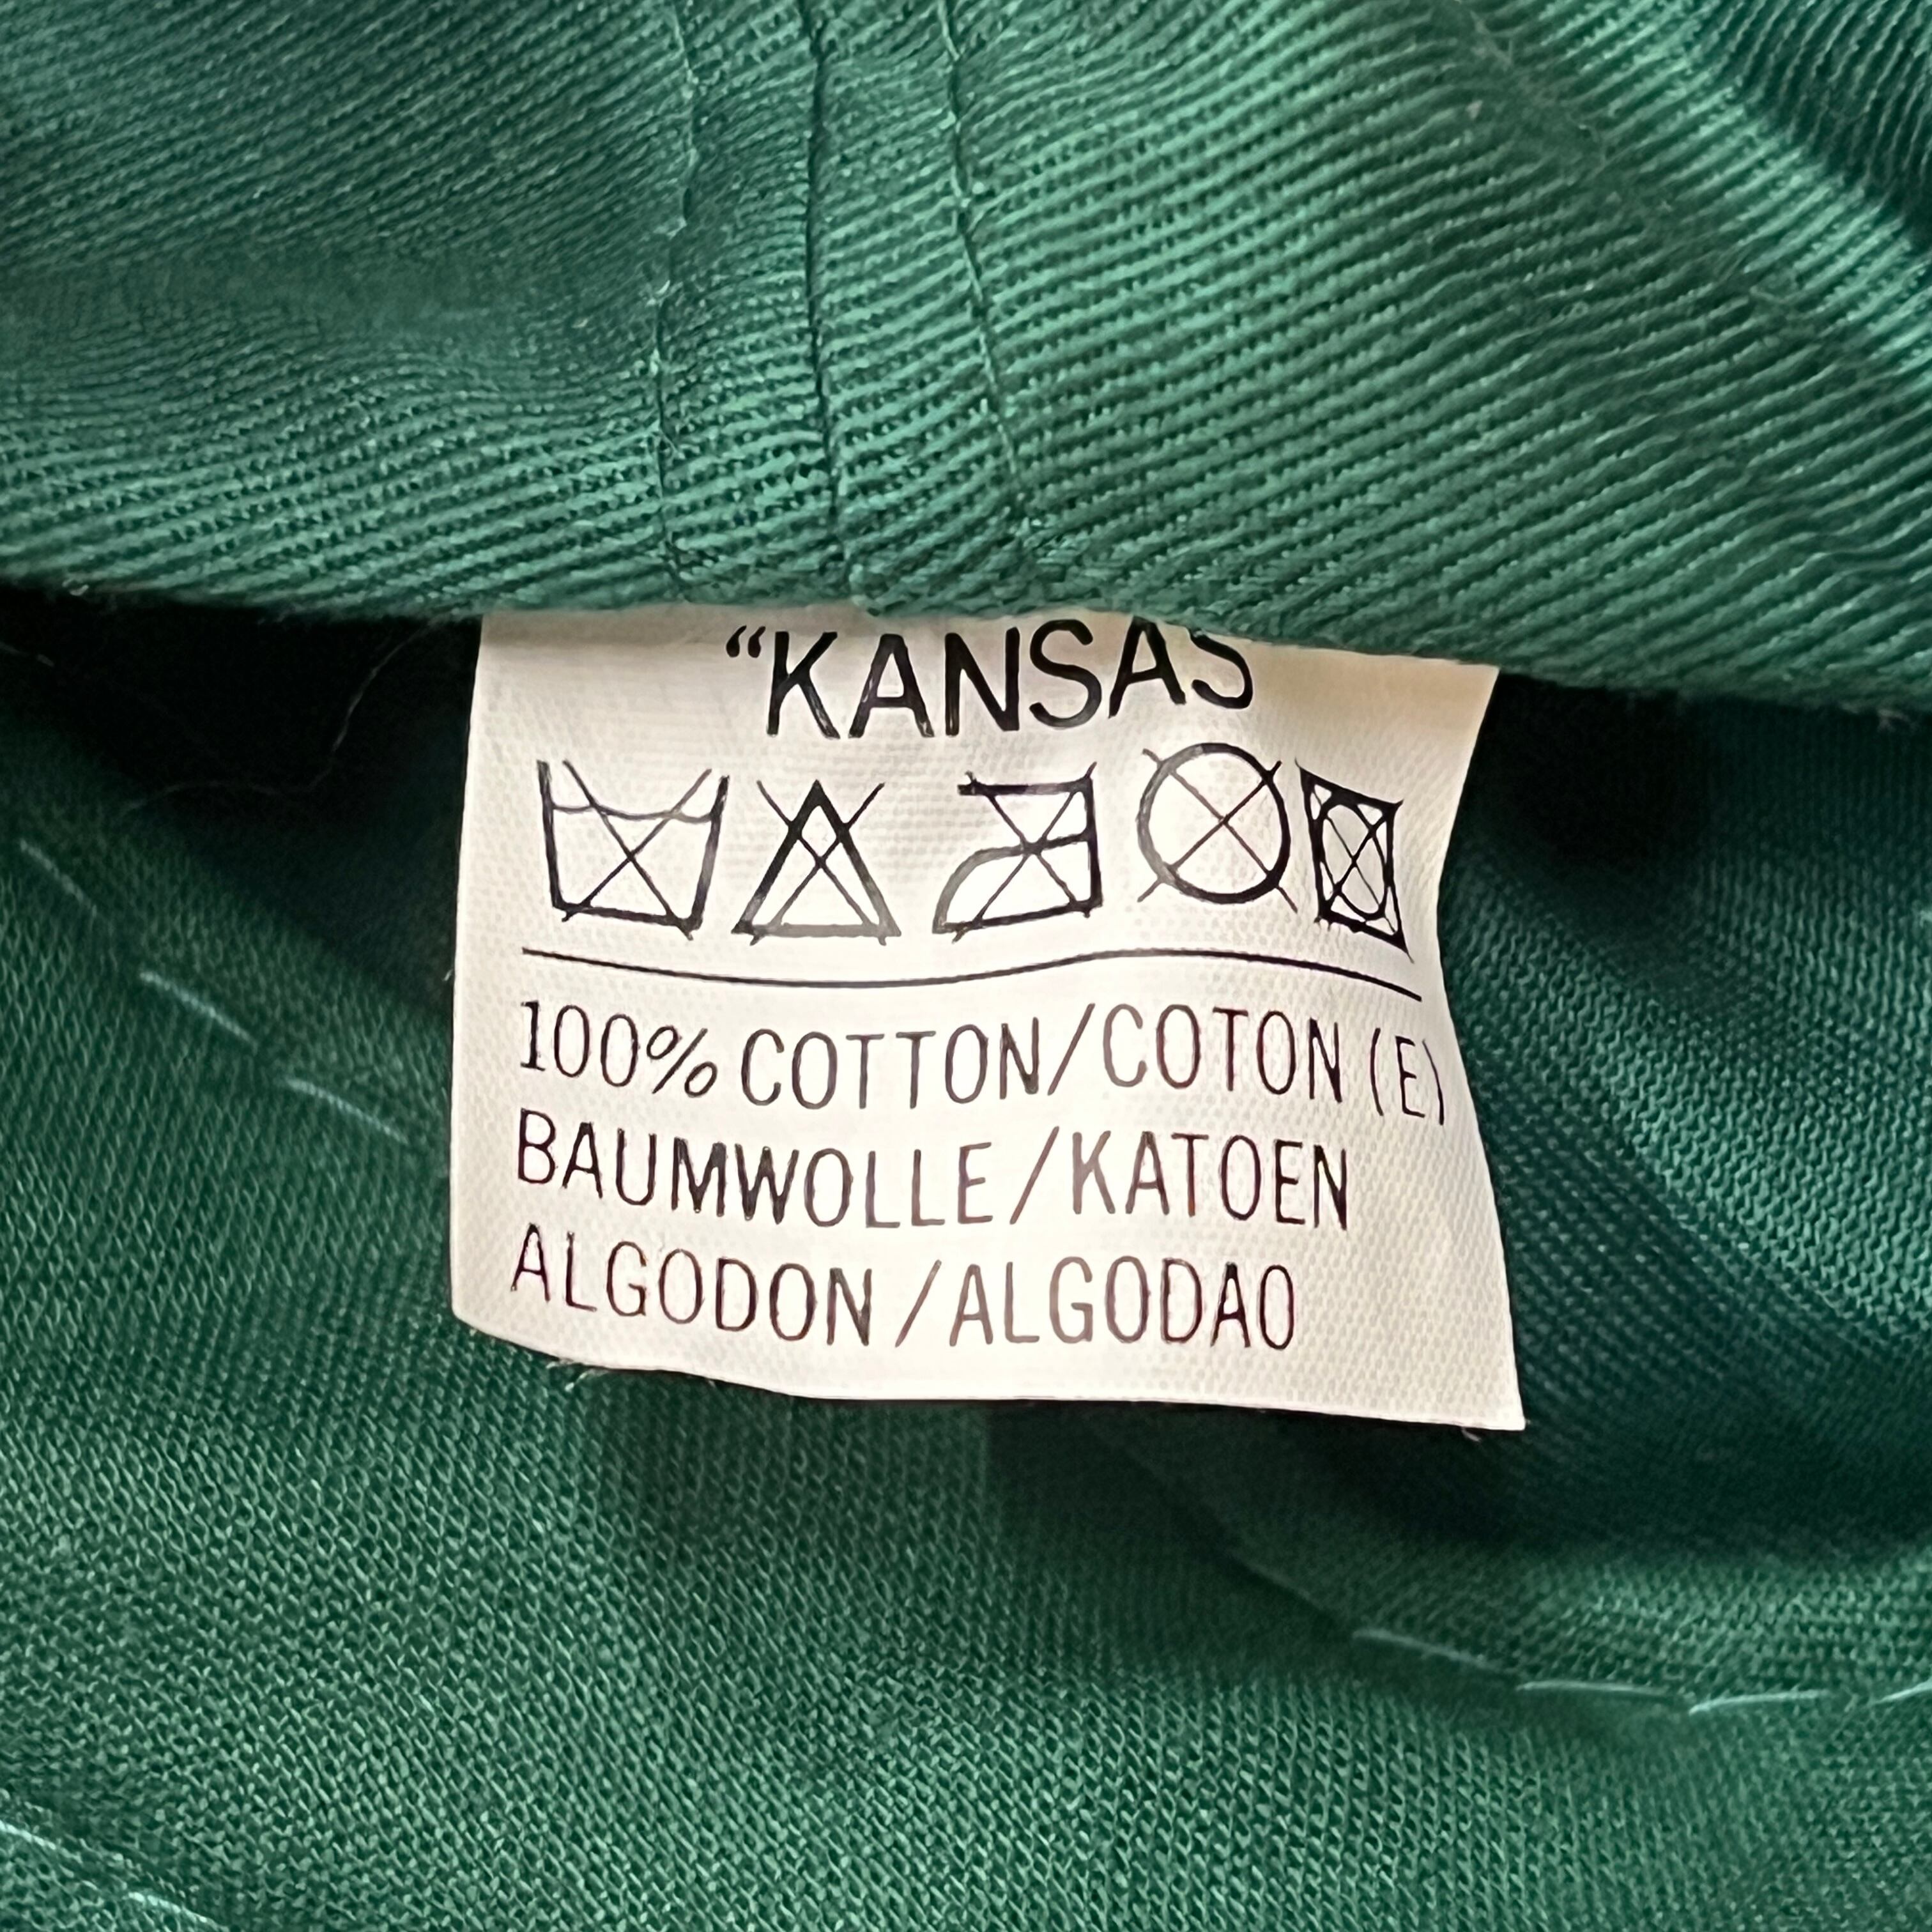 “KANSAS
100% COTTON/COTON (E)
BAUMWOLLE/KATOEN
ALGODON/ALGODAO